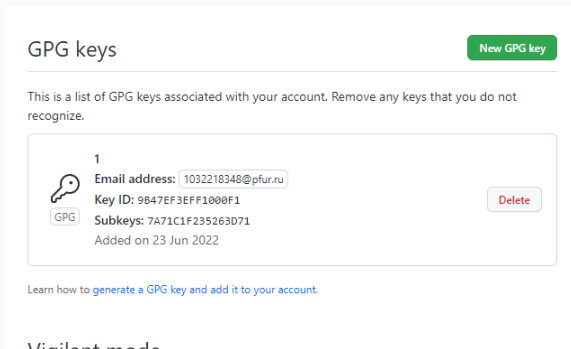 GPG keys
New GPG key
This is a list of GPG keys associated with your account. Remove any keys that you do not
recognize.
1
Email address: 1032218348@pfur.ru
Key ID: 9B47EF3EFF1000F1
GPG
Subkeys: 7A71C1F235263D71
Delete
Added on 23 Jun 2022
Learn how to generate a GPG key and add it to your account.
Vigilant mode